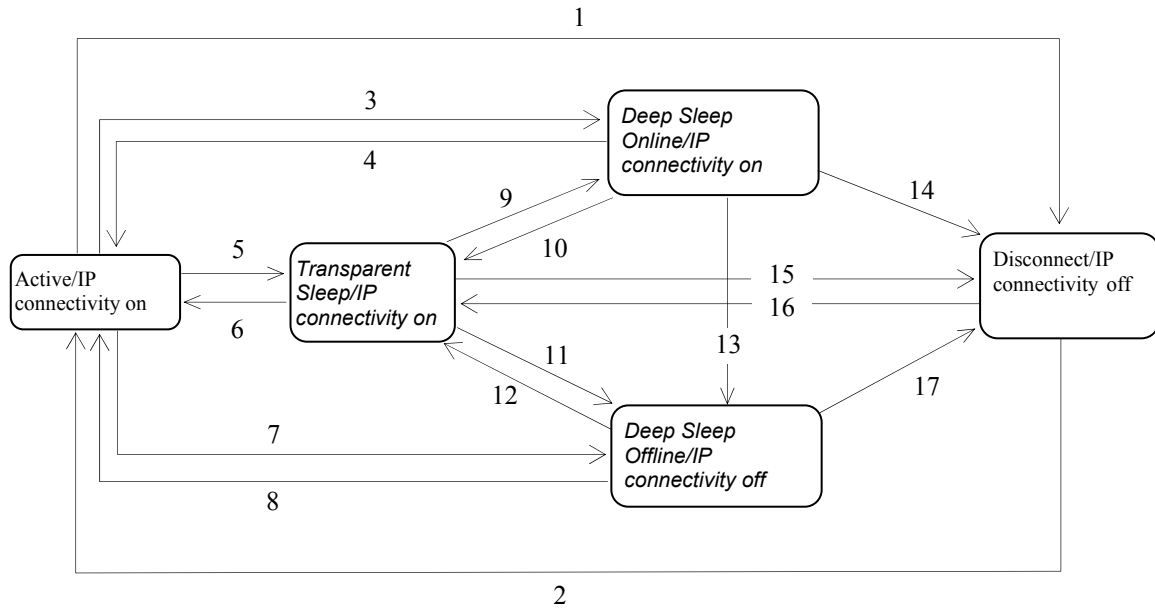 1
3
Deep Sleep
Online/IP
connectivity on
4
14
9
10
5
Active/IP
connectivity on
Transparent
Sleep/IP
connectivity on
15
Disconnect/IP
connectivity off
6
16
11
13
12
17
7
Deep Sleep
Offline/IP
connectivity off
8
2